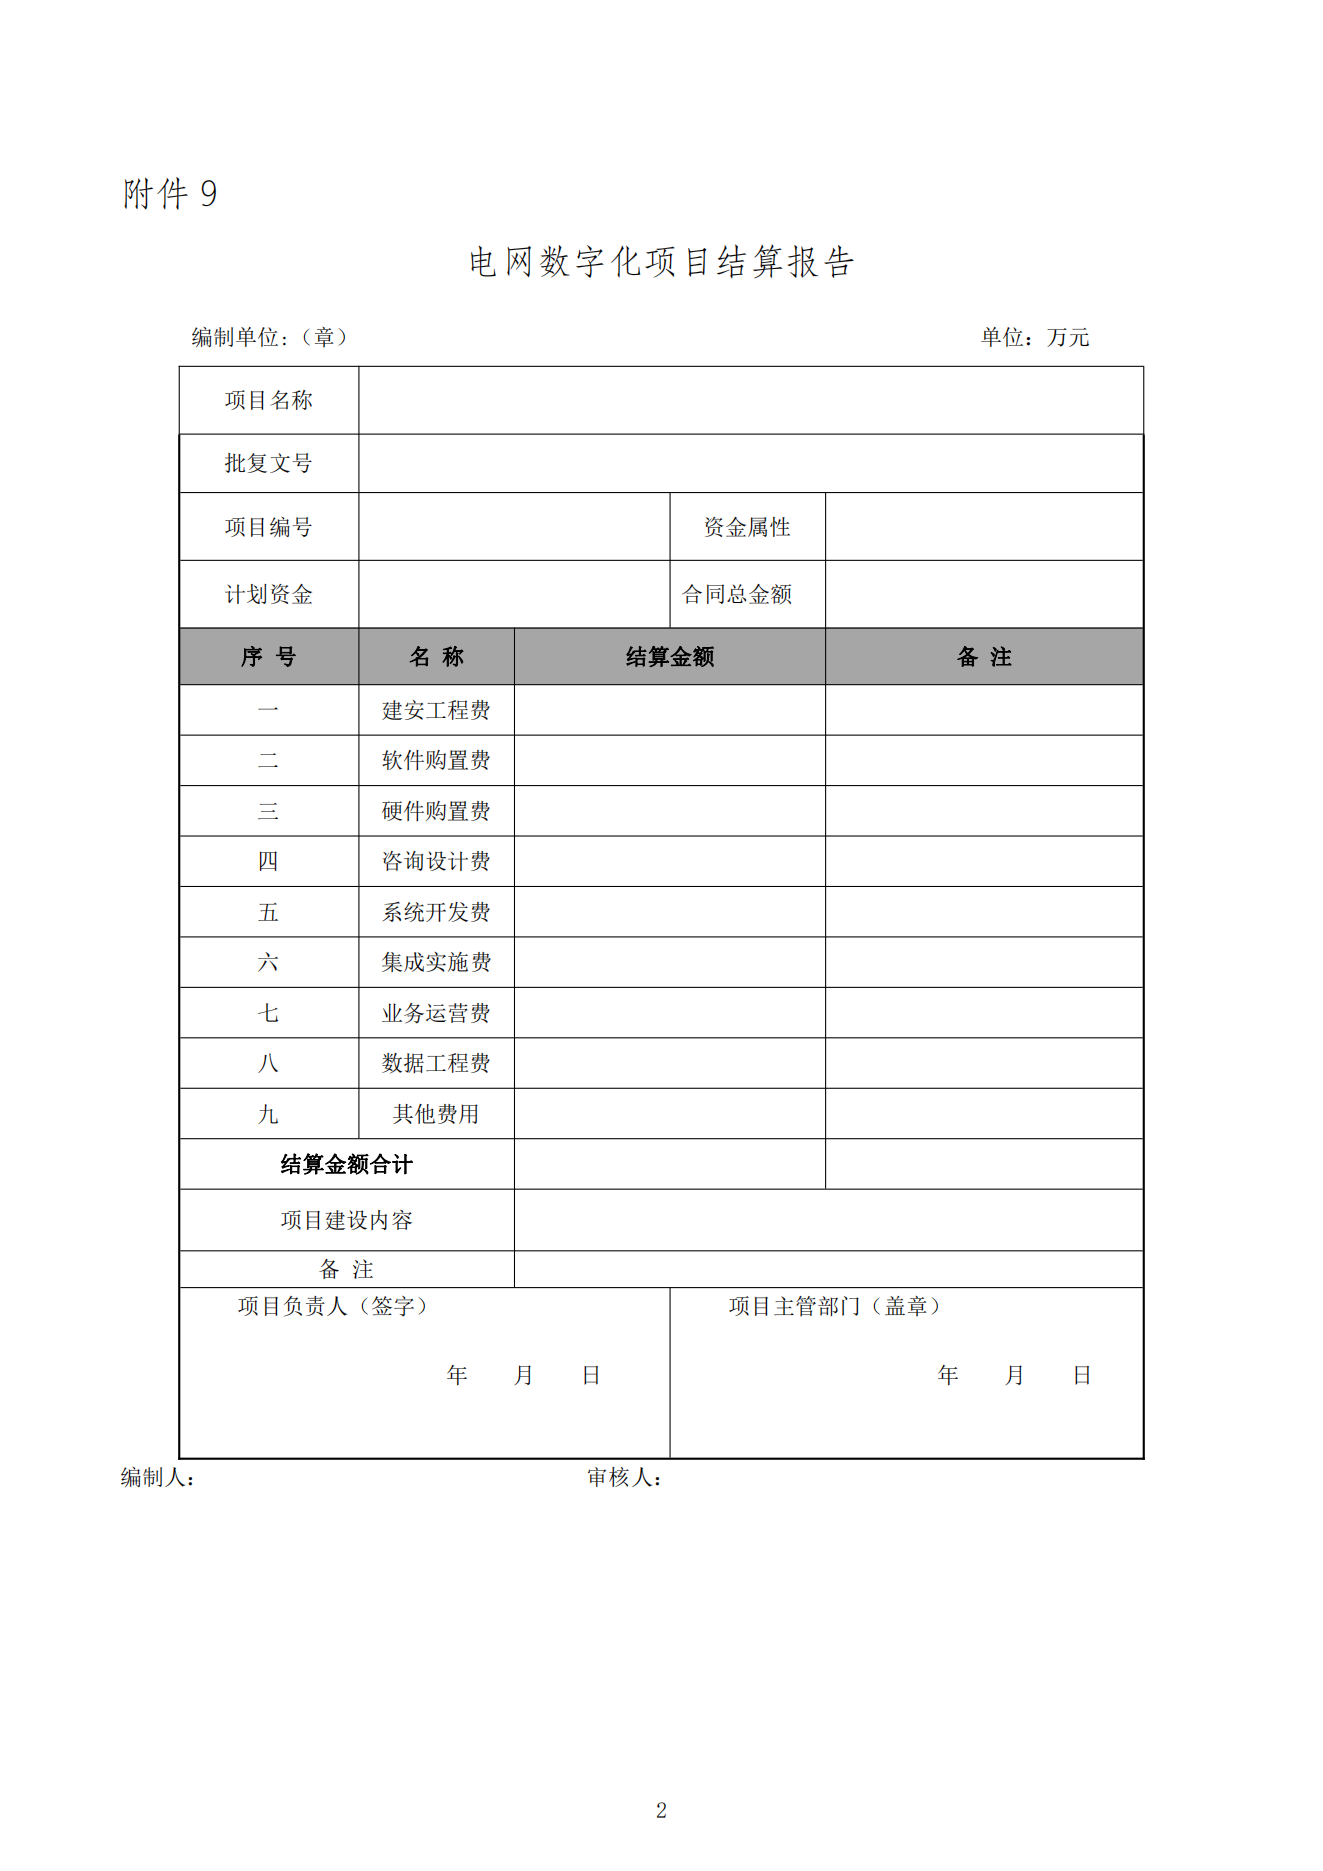 附件 9
电网数字化项目结算报告
编制单位:（章） 单位：万元
项目名称
批复文号
项目编号 资金属性
计划资金 合同总金额
序 号 名 称 结算金额 备 注
一 建安工程费
二 软件购置费
三 硬件购置费
四 咨询设计费
五 系统开发费
六 集成实施费
七 业务运营费
八 数据工程费
九 其他费用
结算金额合计
项目建设内容
备 注
项目负责人（签字） 项目主管部门（盖章）
年 月 日 年 月 日
编制人： 审核人：
2